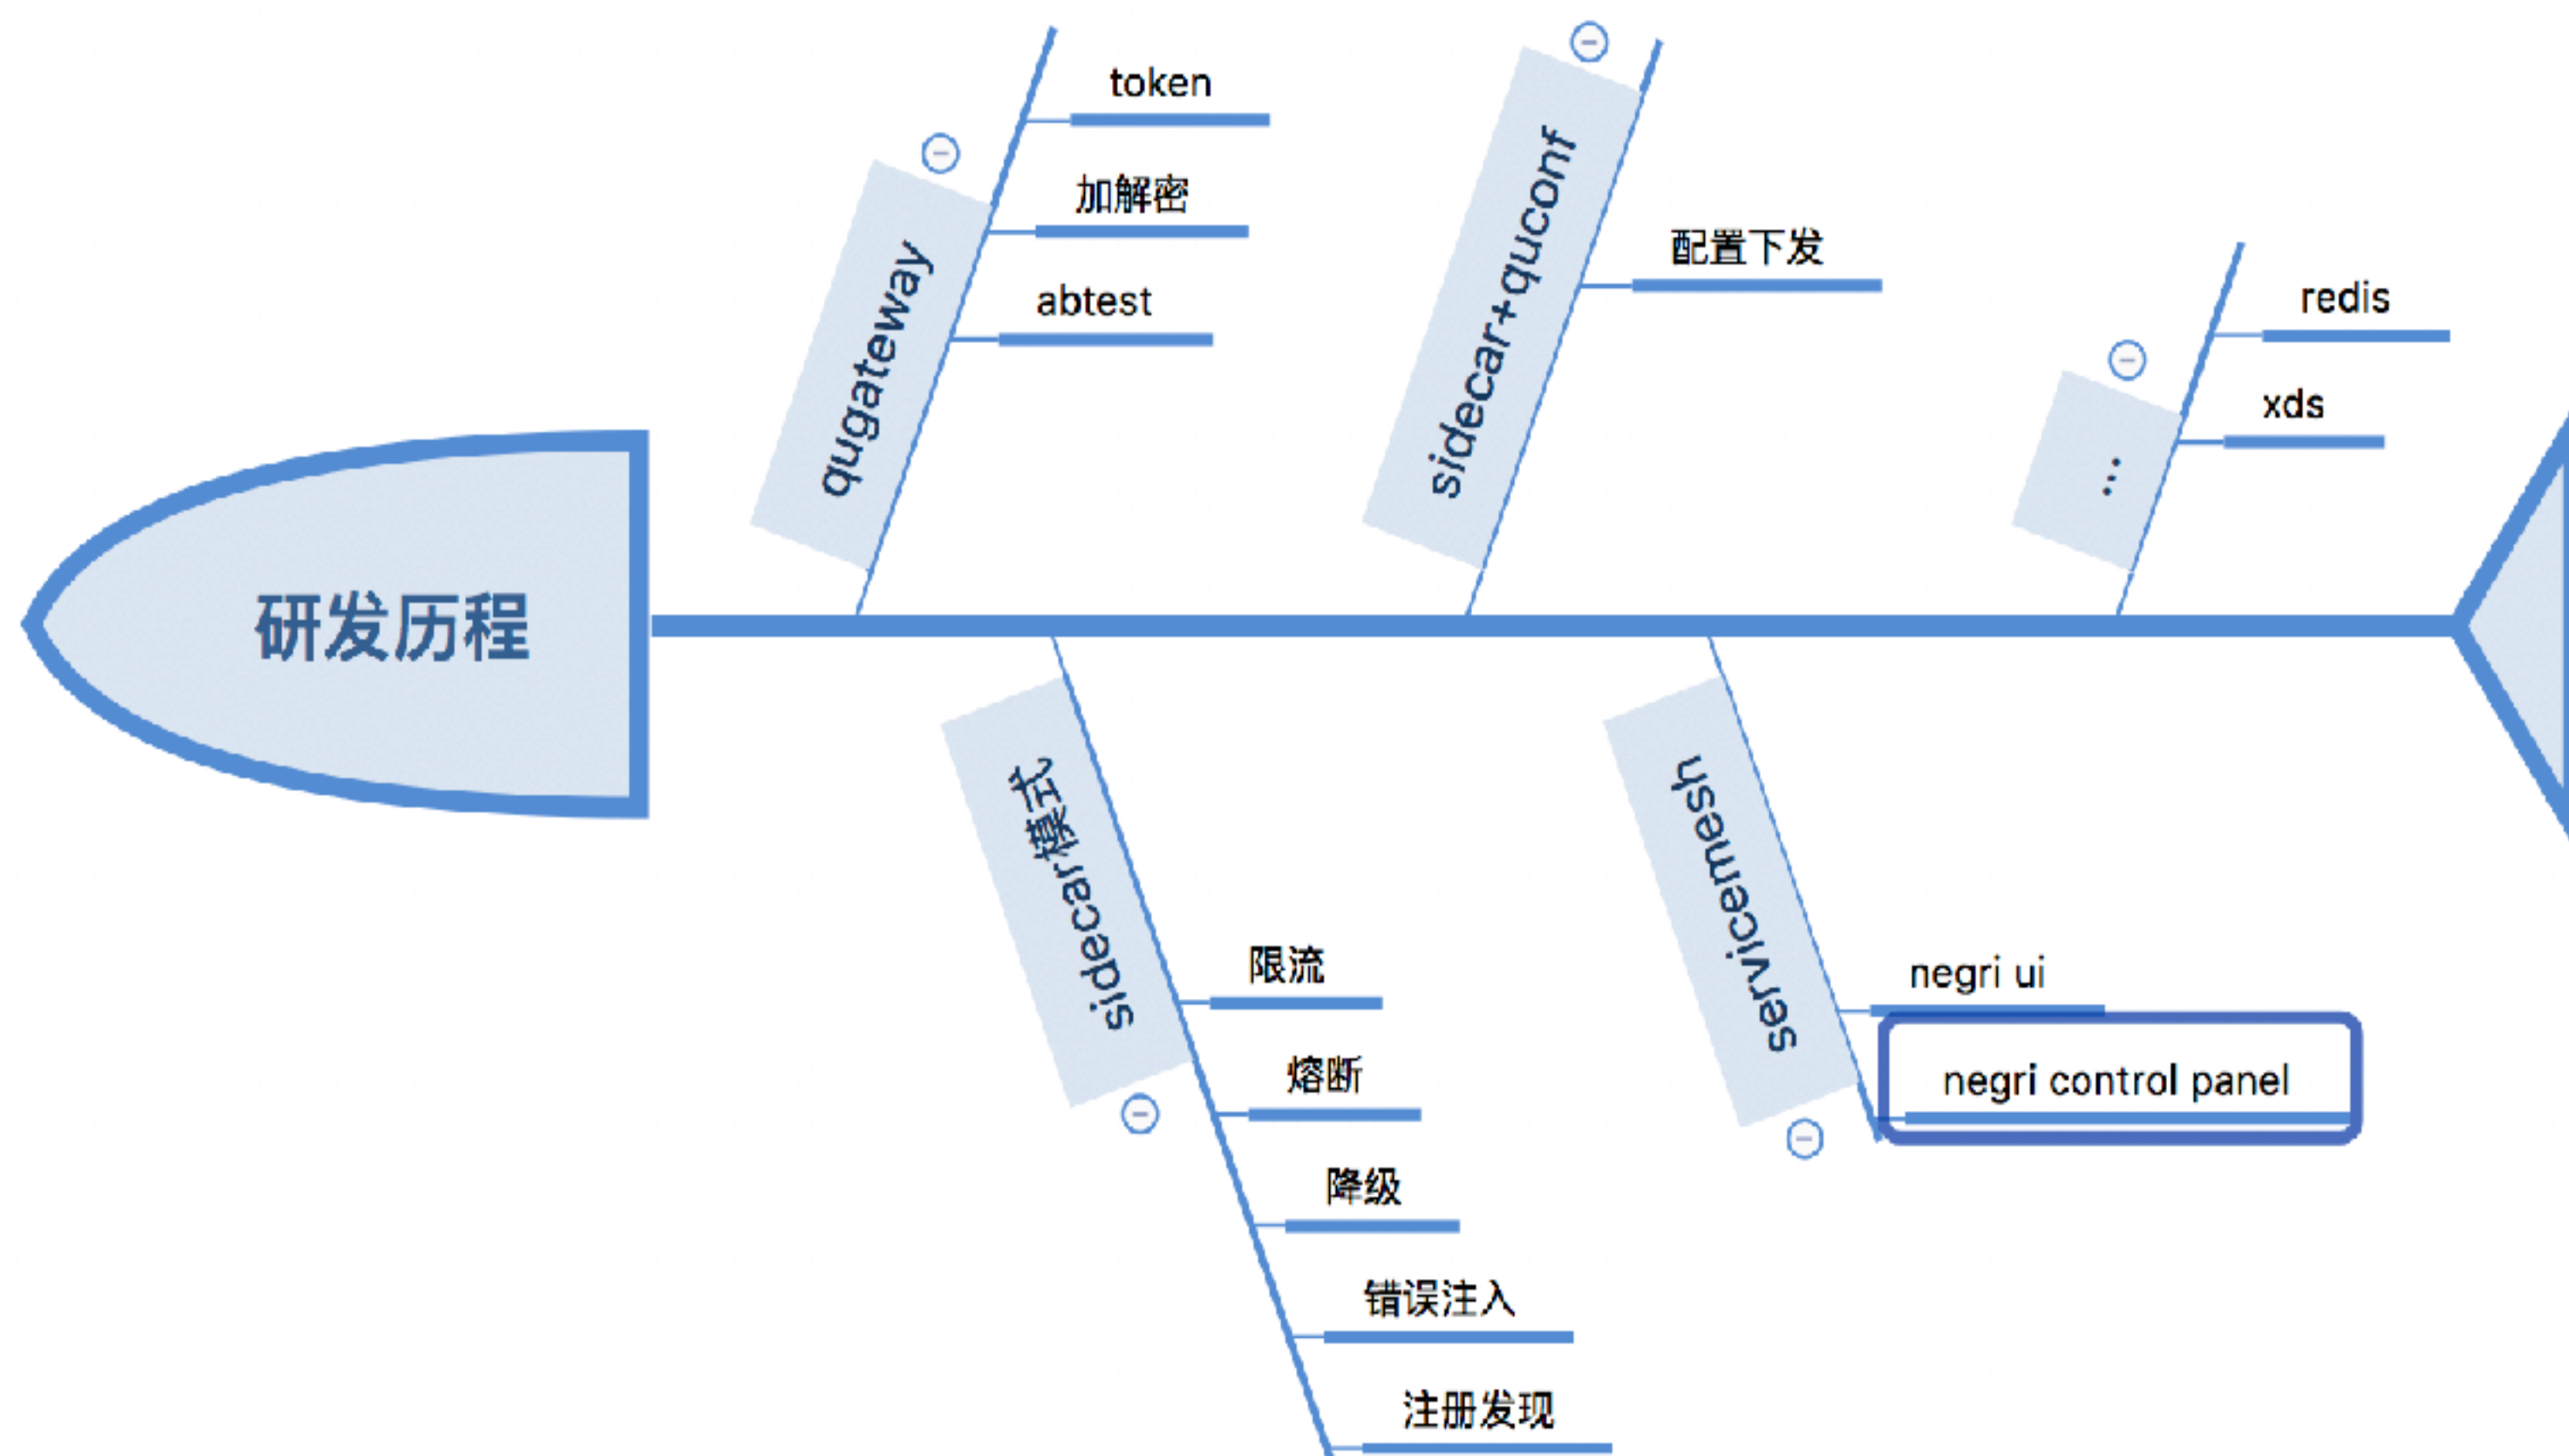 研发历程
qugateway
token
加解密
abtest
sidecar模式
限流
熔断
降级
错误注入
注册发现
sidecar+quconf
配置下发
servicemesh
negri ui
negri control panel
...
redis
xds